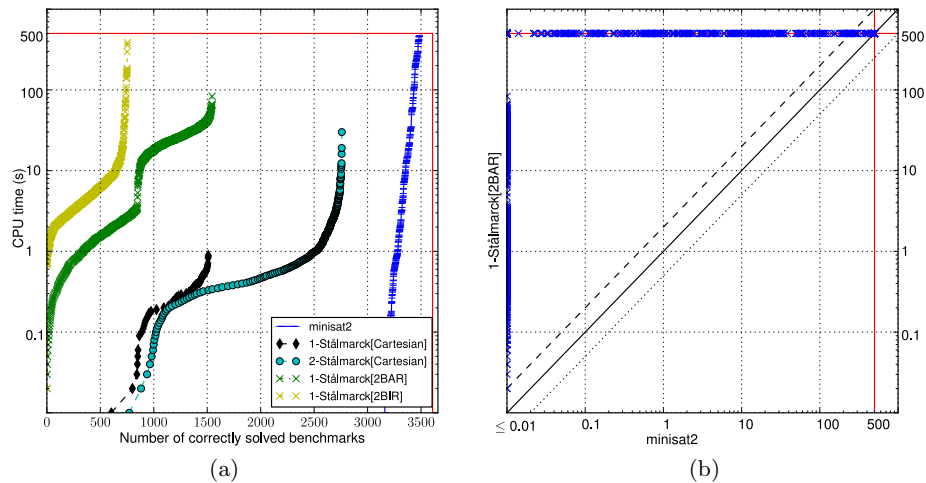 500
100
10
1
0.1
CPU time (s)
0
500
1000
1500
2000
2500
3000
3500
Number of correctly solved benchmarks
minisat2
1-Stålmarck[Cartesian]
2-Stålmarck[Cartesian]
1-Stålmarck[2BAR]
1-Stålmarck[2BIR]
(a)
500
100
10
1
0.1
1-Stålmarck[2BAR]
≤ 0.01
0.1
1
10
100
500
minisat2
(b)